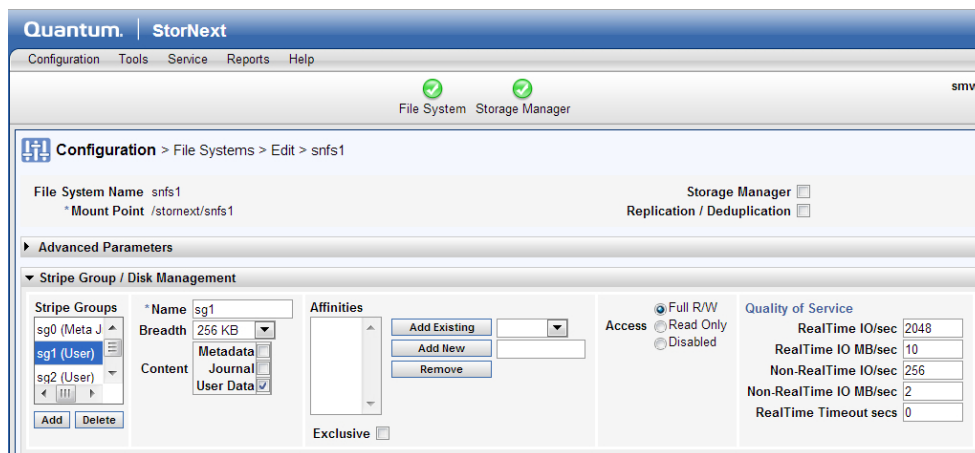 Quantum. StorNext
Configuration Tools Service Reports Help
File System Storage Manager
smw
Configuration > File Systems > Edit > snfs1
File System Name snfs1
*Mount Point /stornext/snfs1
Storage Manager
Replication / Deduplication
Advanced Parameters
Stripe Group / Disk Management
Stripe Groups
sg0 (Meta J
sg1 (User)
sg2 (User)
Add Delete
*Name sg1
Breadth 256 KB
Content
Metadata
Journal
User Data
Affinities
Add Existing
Add New
Remove
Exclusive
Access
Full R/W
Read Only
Disabled
Quality of Service
RealTime IO/sec 2048
RealTime IO MB/sec 10
Non-RealTime IO/sec 256
Non-RealTime IO MB/sec 2
RealTime Timeout secs 0